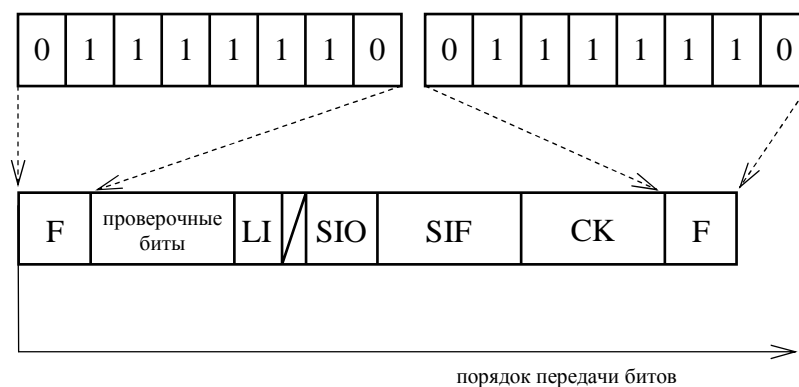 0 1 1 1 1 1 1 0 0 1 1 1 1 1 1 0
F проверочные биты LI SIO SIF CK F
порядок передачи битов